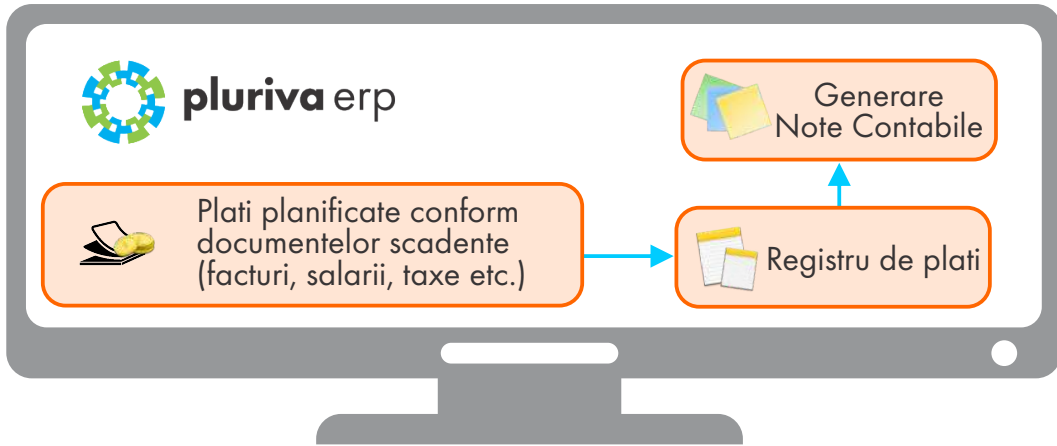 pluriva erp
Generare
Note Contabile
Plati planificate conform
documentelor scadente
(facturi, salarii, taxe etc.)
Registru de plati